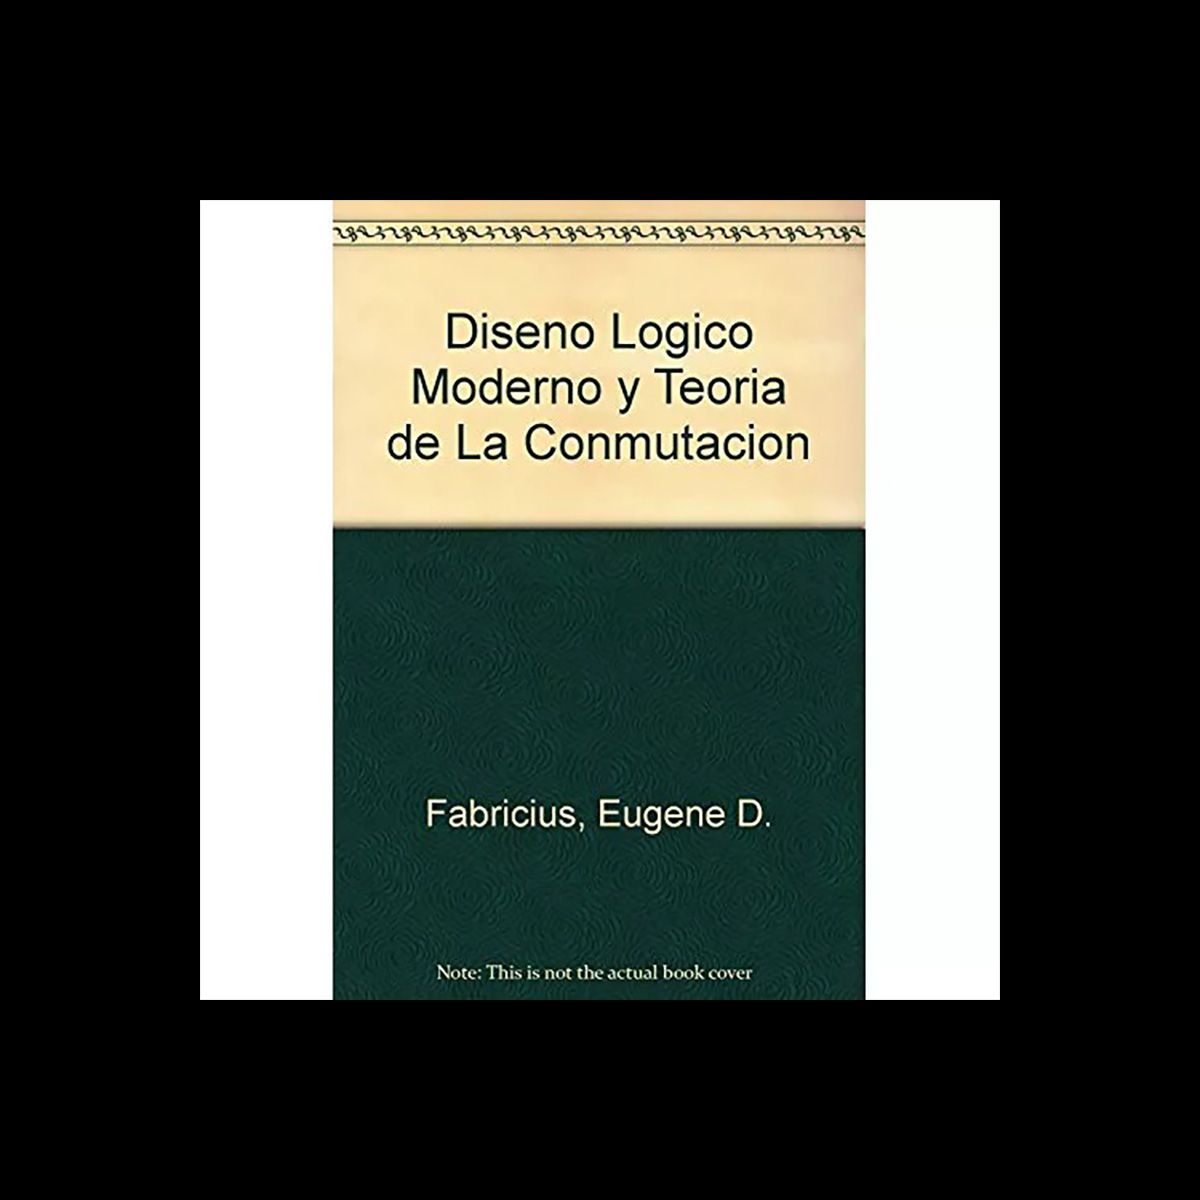 Diseno Logico
Moderno y Teoria
de La Conmutacion
Fabricius, Eugene D.
Note: This is not the actual book cover